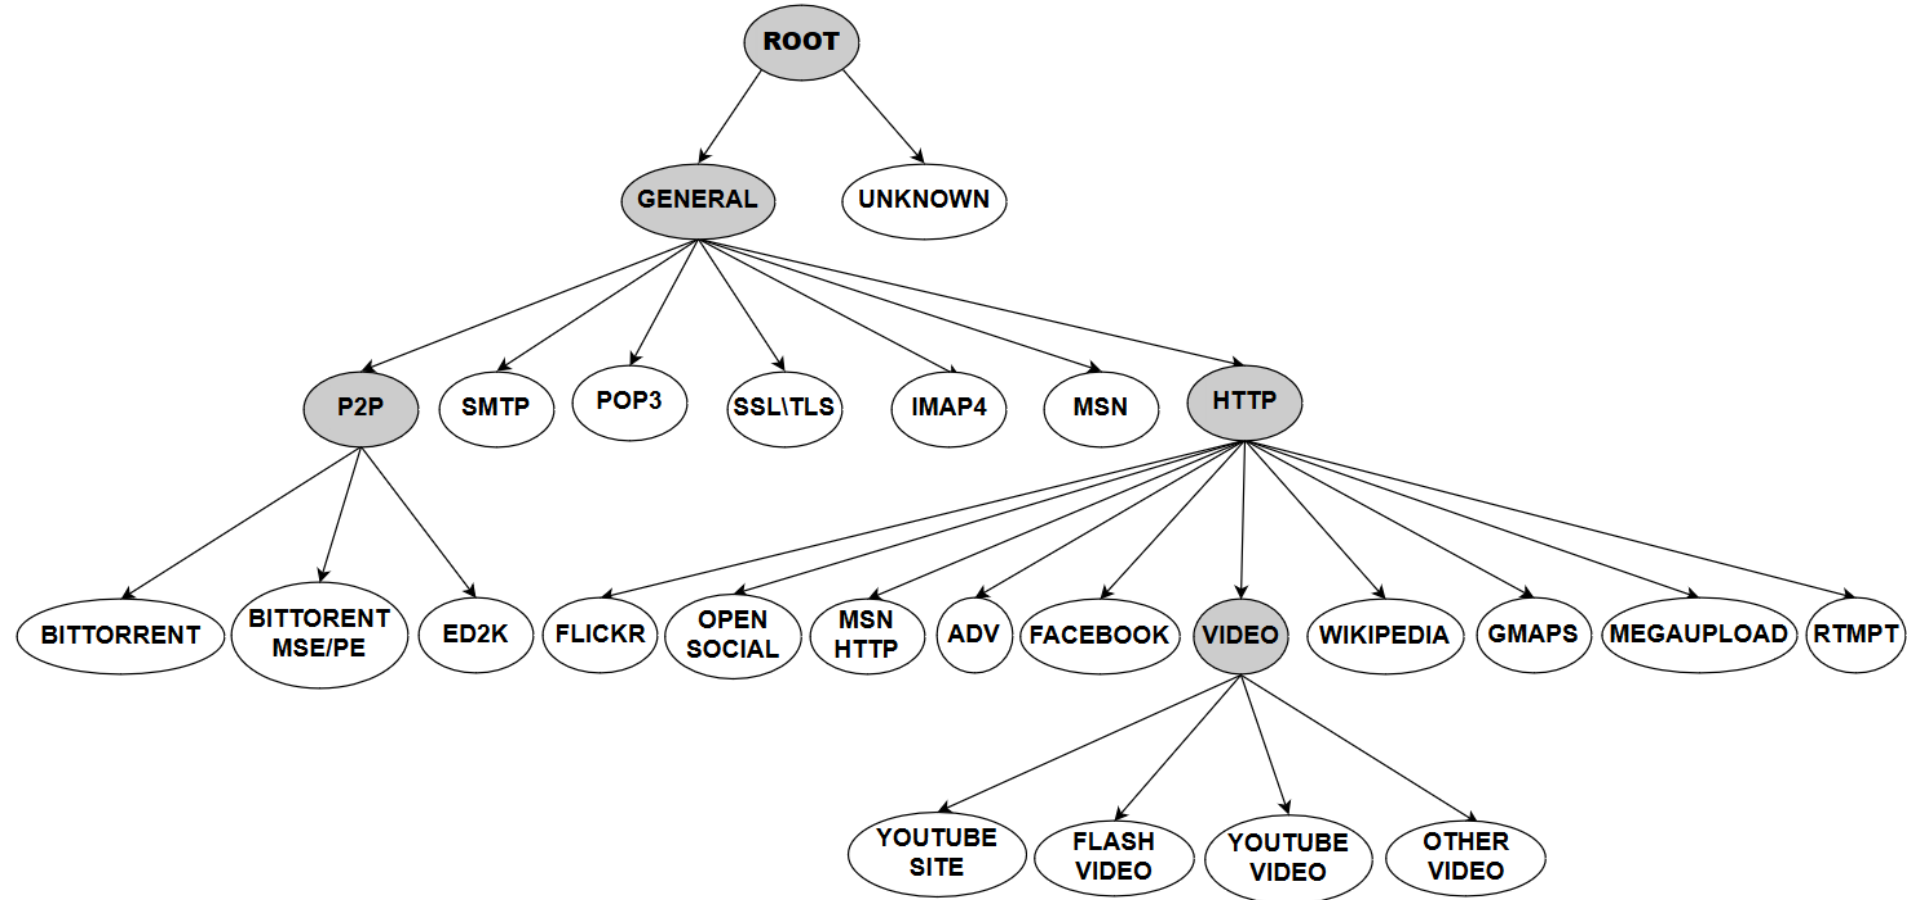 ROOT
GENERAL
UNKNOWN
P2P
SMTP
POP3
SSL\TLS
IMAP4
MSN
HTTP
BITTORRENT
BITTORENT
MSE/PE
ED2K
FLICKR
OPEN
SOCIAL
MSN
HTTP
ADV
FACEBOOK
VIDEO
WIKIPEDIA
GMAPS
MEGAUPLOAD
RTMPT
YOUTUBE
SITE
FLASH
VIDEO
YOUTUBE
VIDEO
OTHER
VIDEO